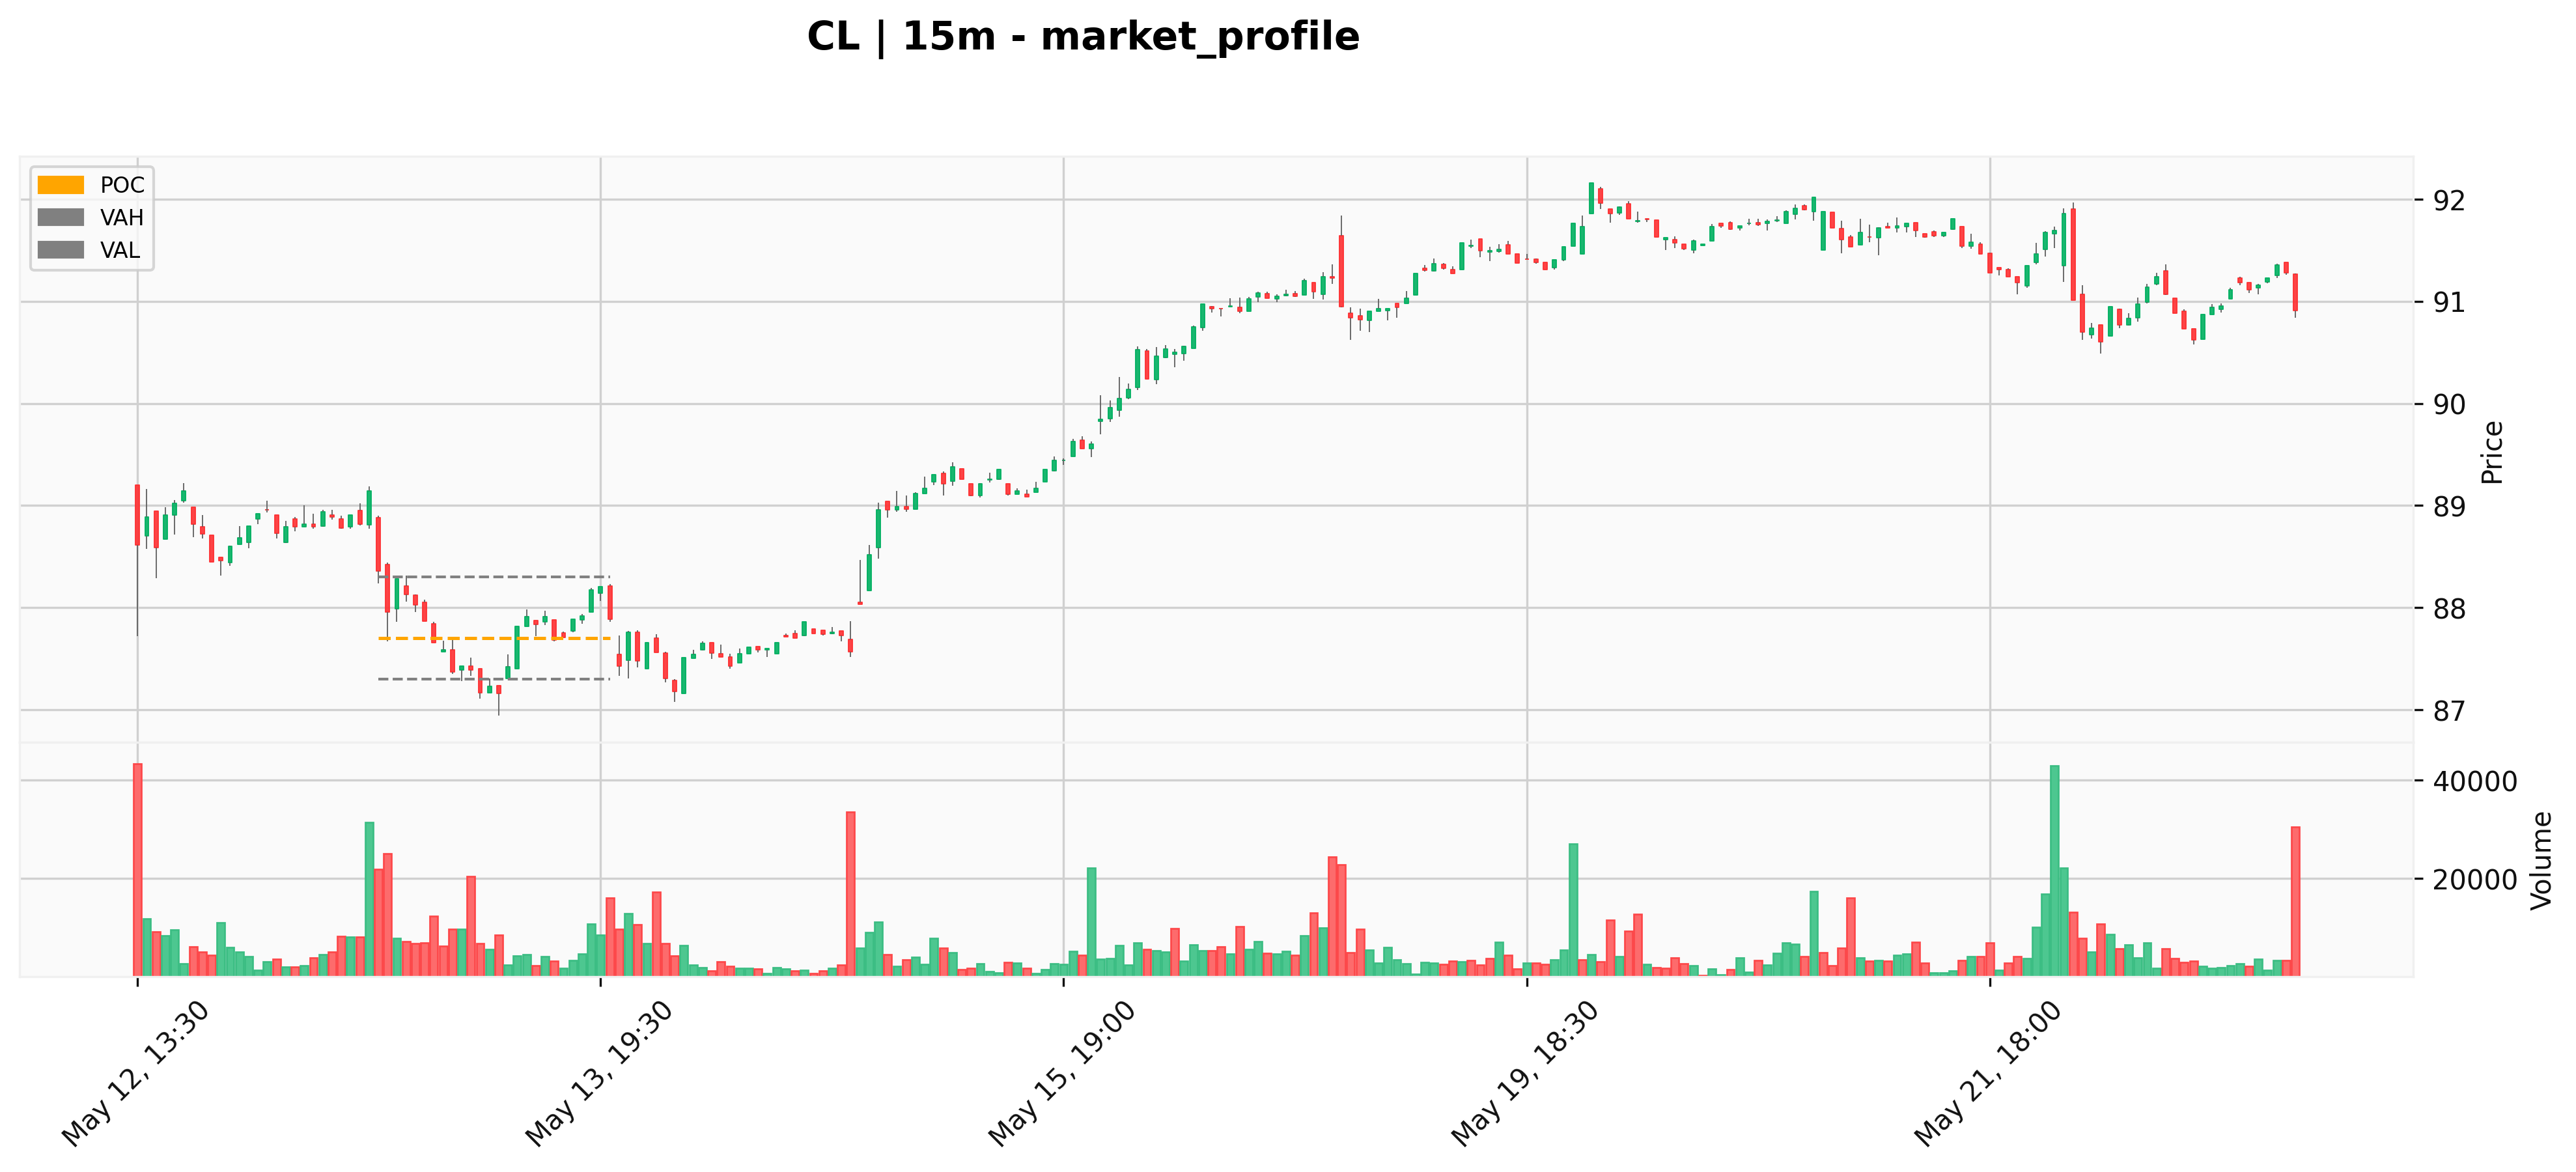 CL | 15m - market_profile
POC
VAH
VAL
92
91
90
89
88
87
Price
40000
20000
Volume
May 12, 13:30
May 13, 19:30
May 15, 19:00
May 19, 18:30
May 21, 18:00